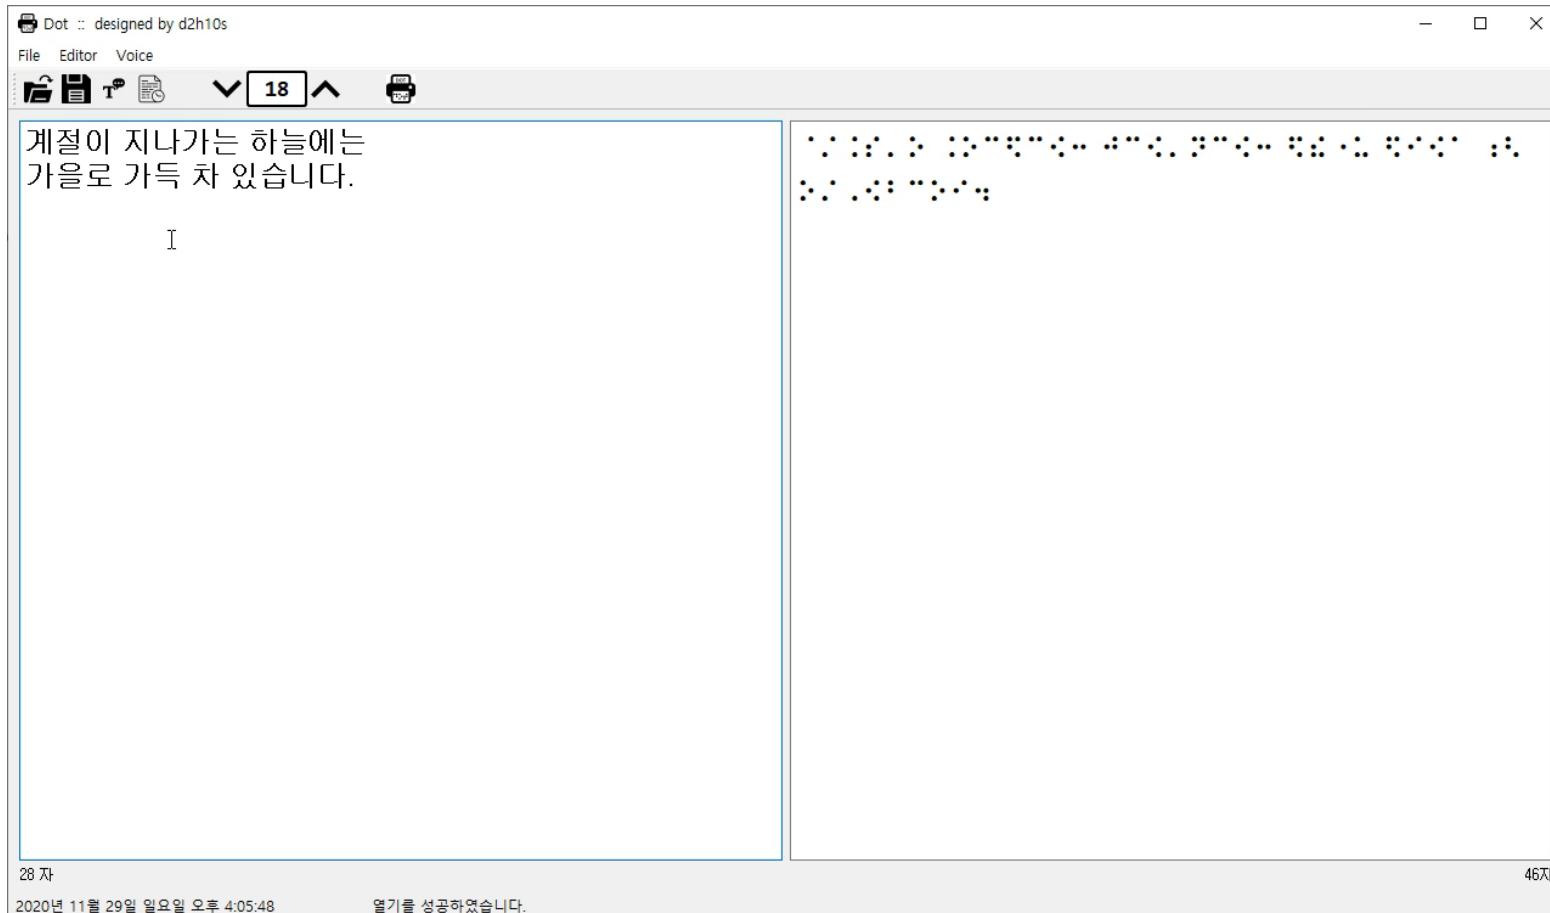 Dot :: designed by d2h10s
File Editor Voice
18
계절이 지나가는 하늘에는
가을로 가득 차 있습니다.
28 자
46자
2020년 11월 29일 일요일 오후 4:05:48 열기를 성공하였습니다.